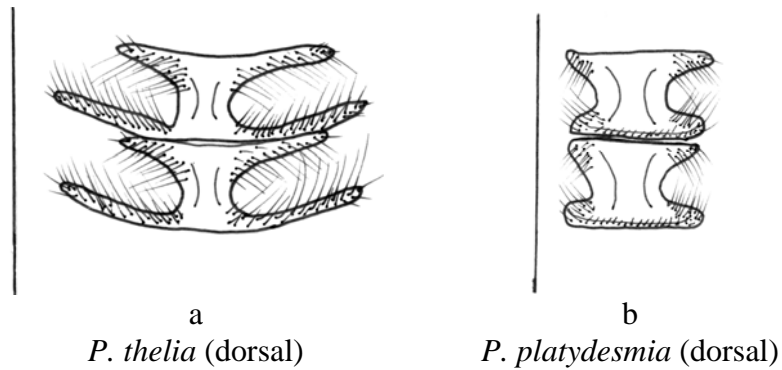 a
P. thelia (dorsal)
b
P. platydesmia (dorsal)